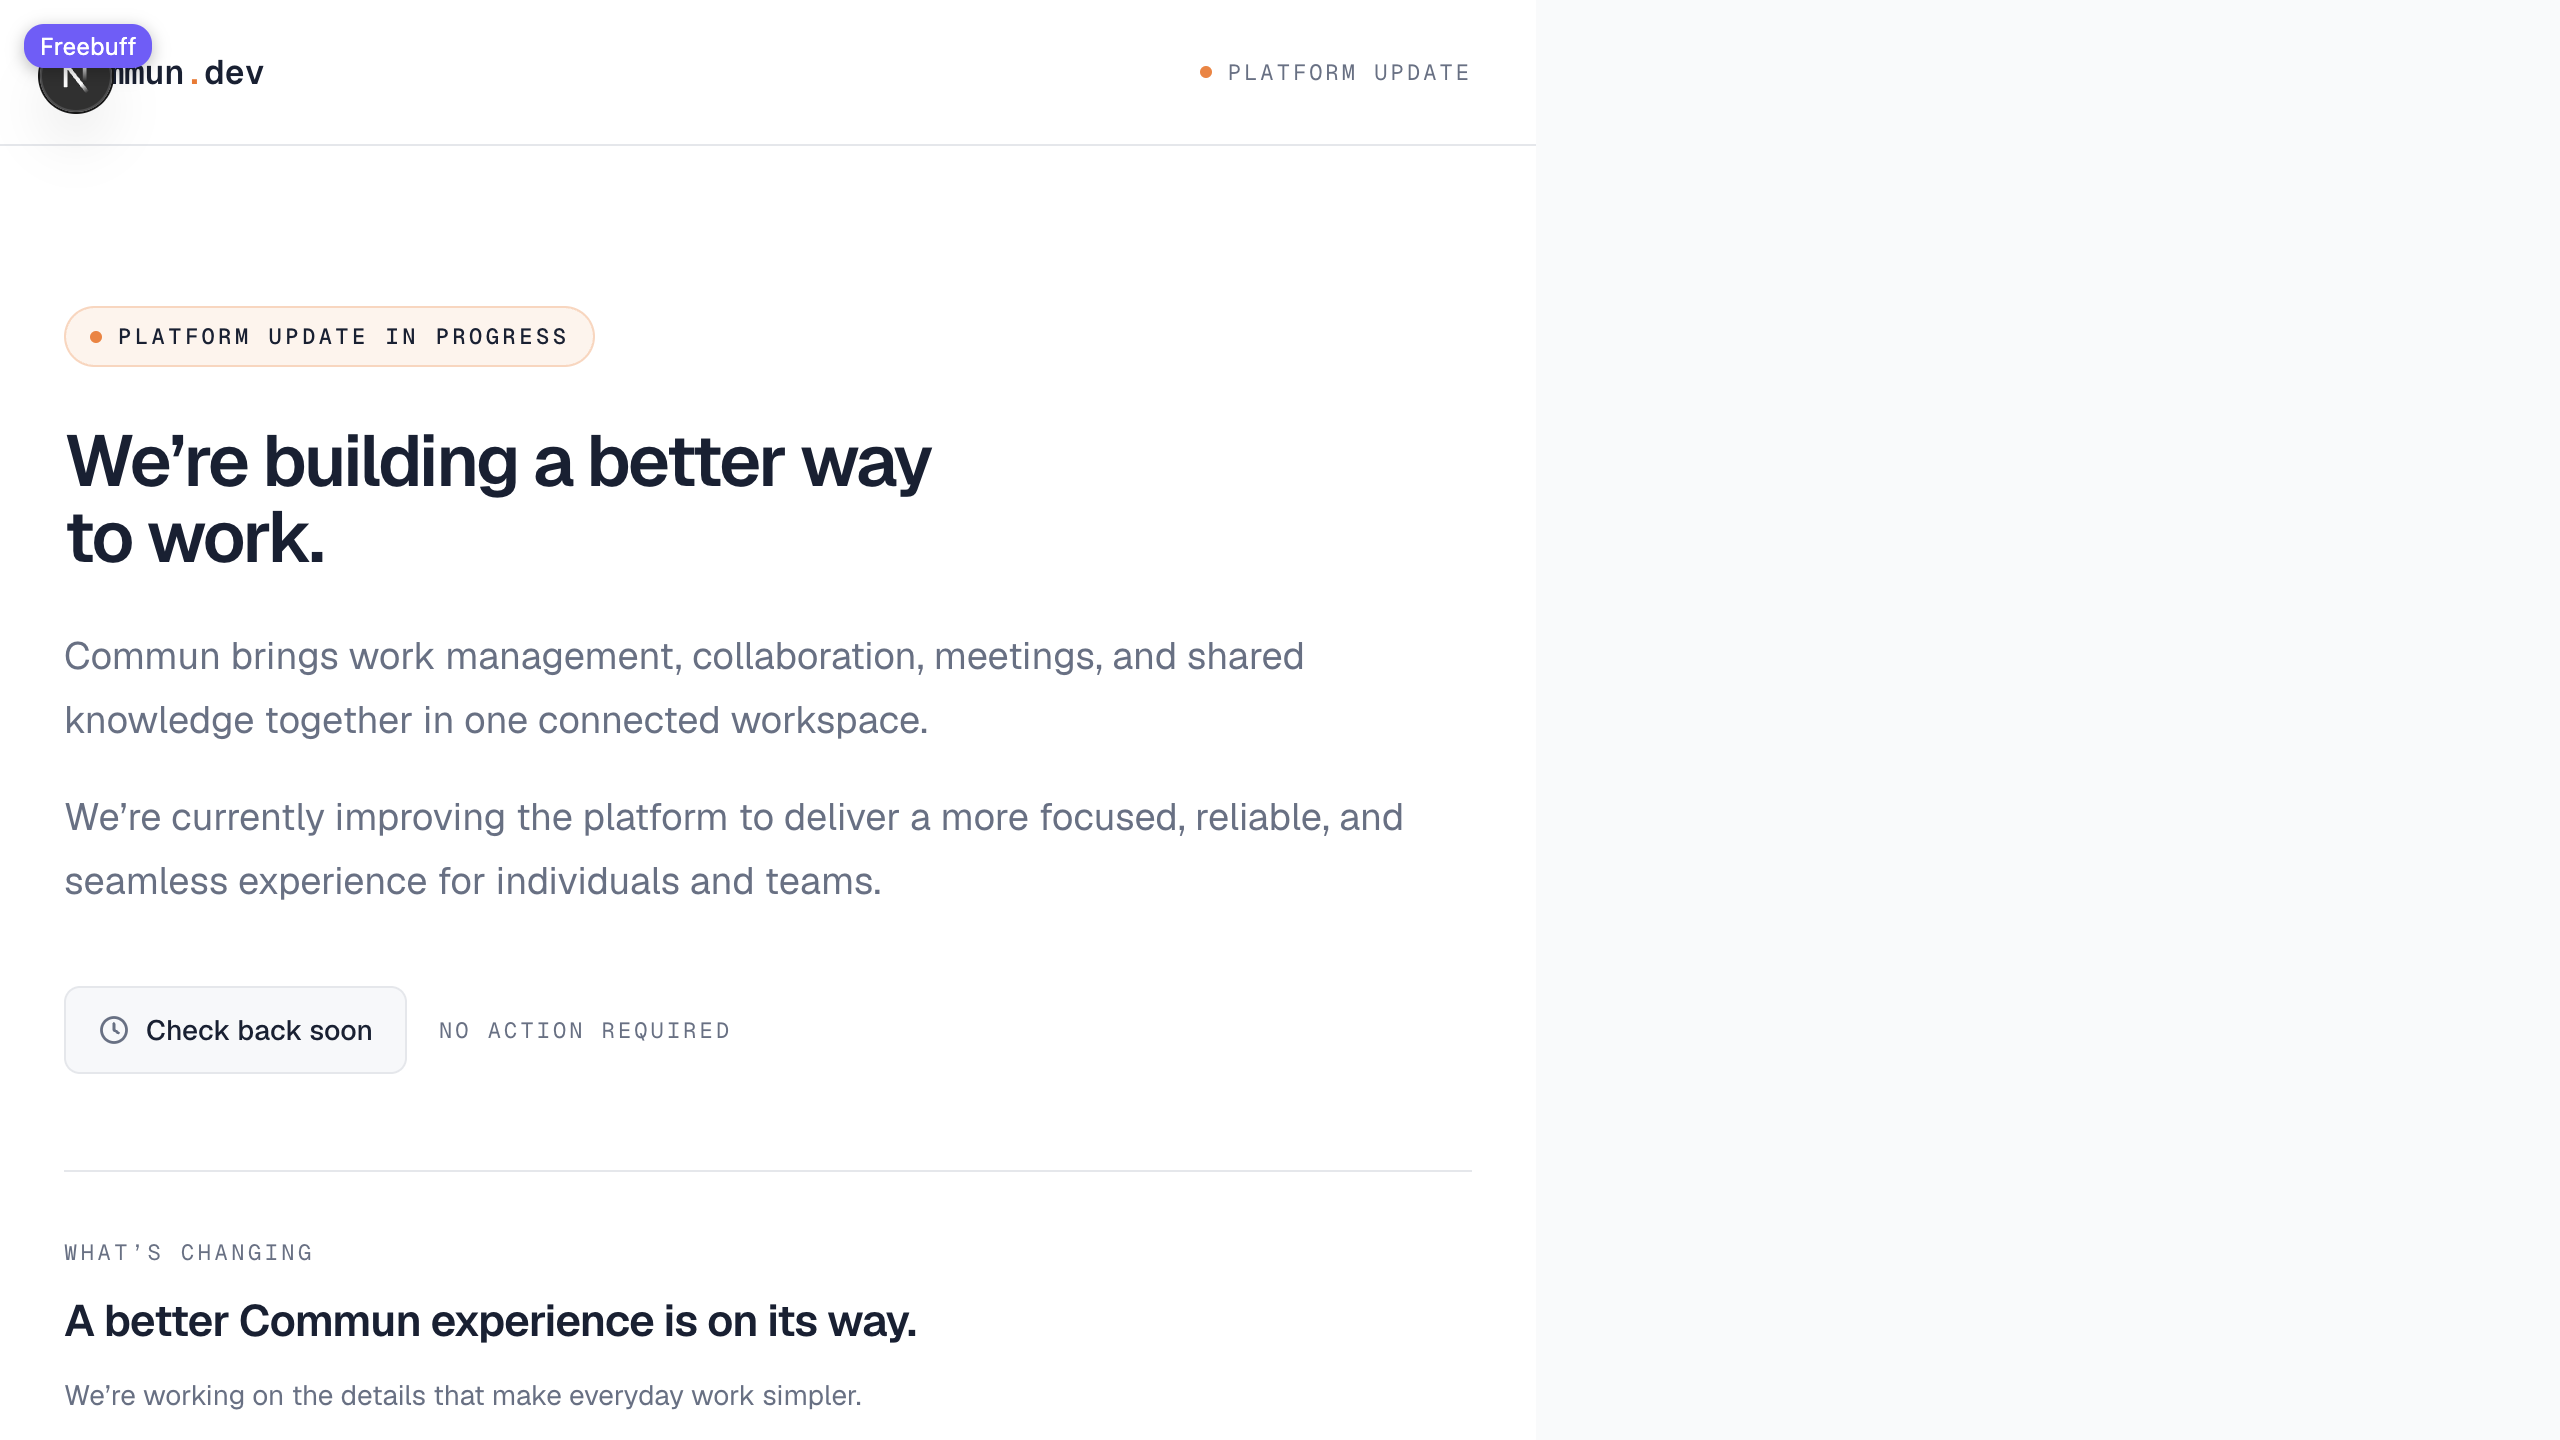 Freebuff
mmun.dev
PLATFORM UPDATE
PLATFORM UPDATE IN PROGRESS
We’re building a better way
to work.
Commun brings work management, collaboration, meetings, and shared
knowledge together in one connected workspace.
We’re currently improving the platform to deliver a more focused, reliable, and
seamless experience for individuals and teams.
Check back soon
NO ACTION REQUIRED
WHAT’S CHANGING
A better Commun experience is on its way.
We’re working on the details that make everyday work simpler.